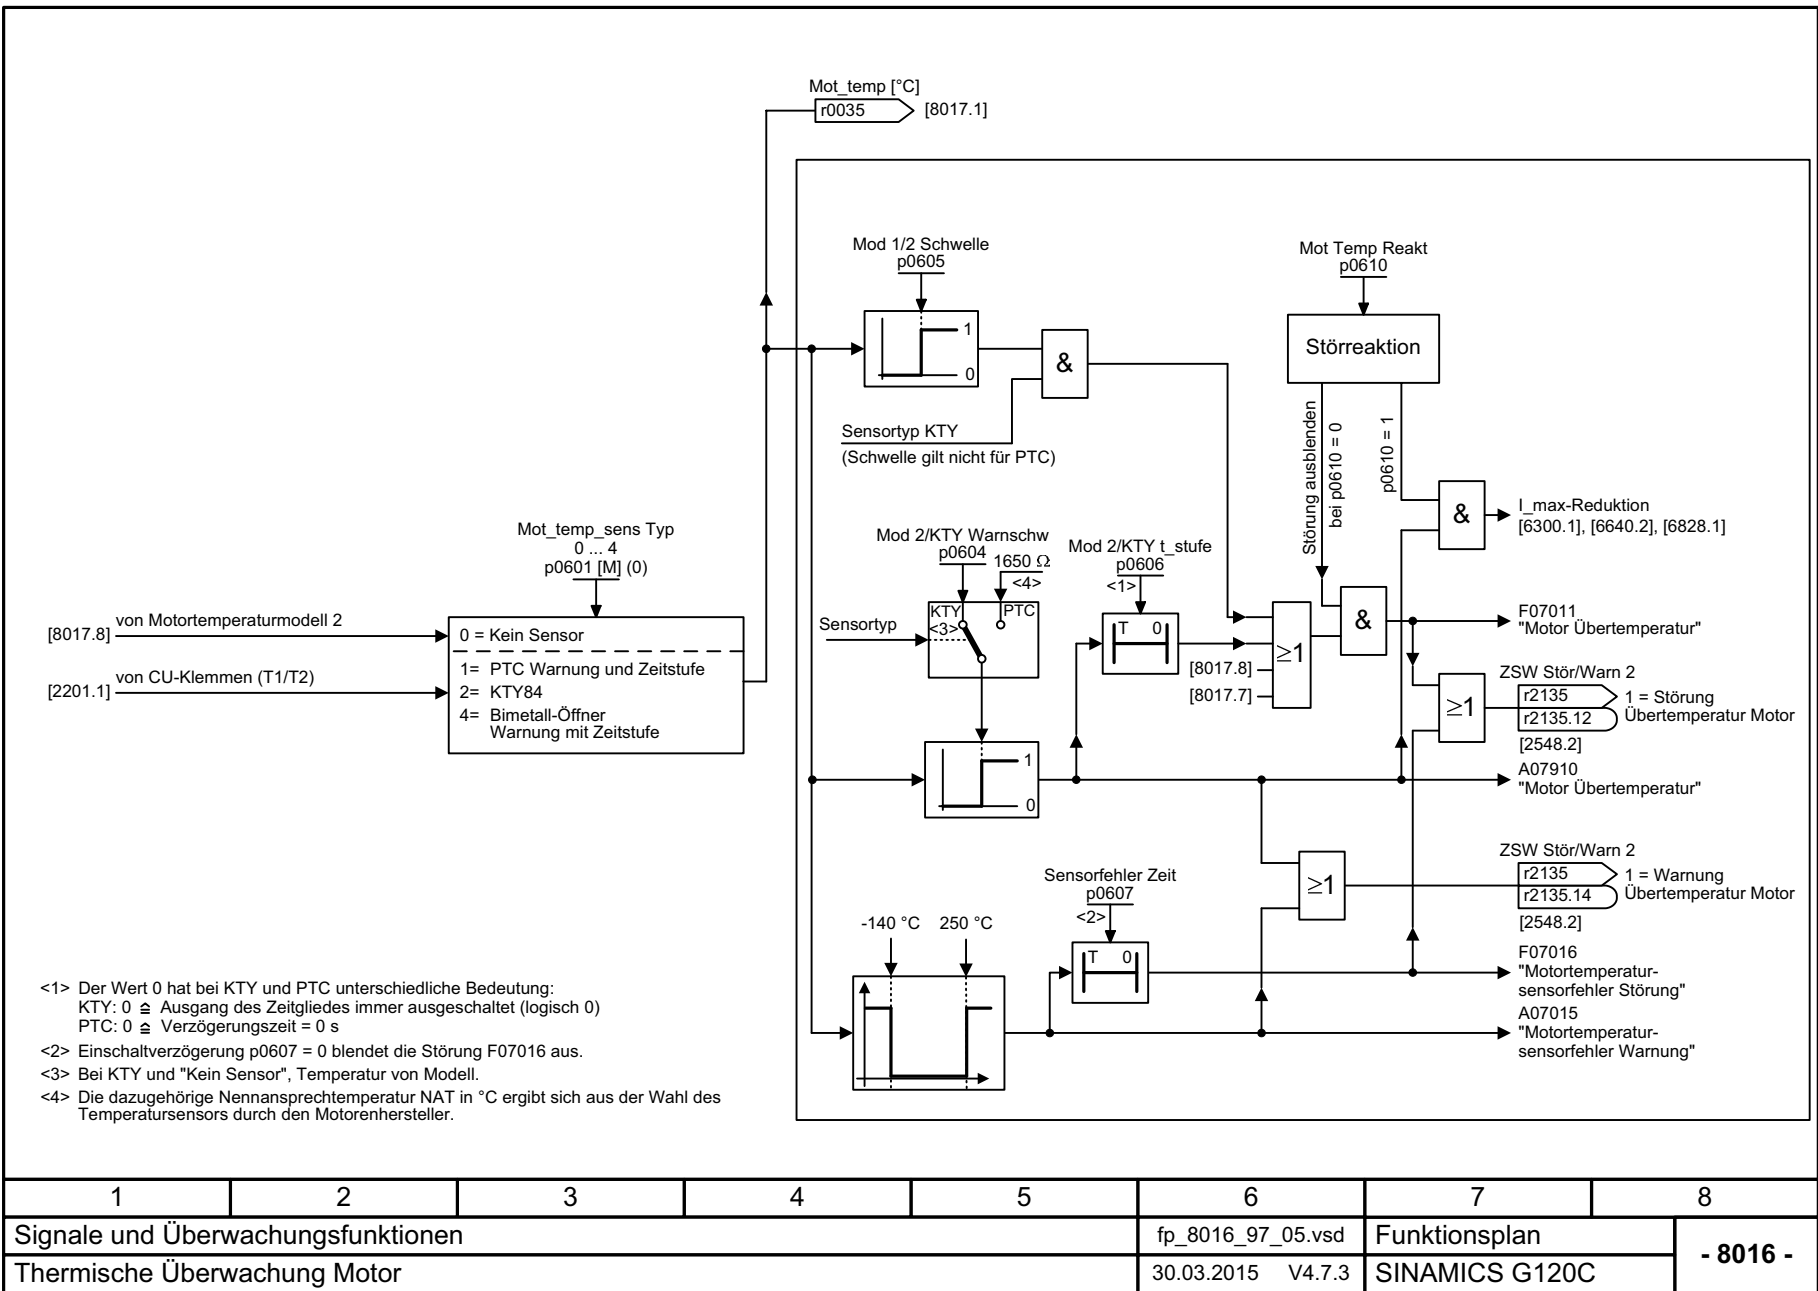 Mot_temp [°C]
r0035
[8017.1]
Mod 1/2 Schwelle
p0605
1
0
&
Sensortyp KTY
(Schwelle gilt nicht für PTC)
Mot Temp Reakt
p0610
Störreaktion
Störung ausblenden
bei p0610 = 0
p0610 = 1
&
I_max-Reduktion
[6300.1], [6640.2], [6828.1]
Mot_temp_sens Typ
0 ... 4
p0601 [M] (0)
[8017.8]
von Motortemperaturmodell 2
[2201.1]
von CU-Klemmen (T1/T2)
0 = Kein Sensor
1= PTC Warnung und Zeitstufe
2= KTY84
4= Bimetall-Öffner
Warnung mit Zeitstufe
Mod 2/KTY Warnschw
p0604
1650 Ω
<4>
Sensortyp
KTY
<3>
PTC
Mod 2/KTY t_stufe
p0606
<1>
T 0
[8017.8]
[8017.7]
≥1
&
F07011
"Motor Übertemperatur"
ZSW Stör/Warn 2
≥1
r2135
r2135.12
1 = Störung
Übertemperatur Motor
[2548.2]
1
0
A07910
"Motor Übertemperatur"
ZSW Stör/Warn 2
≥1
r2135
r2135.14
1 = Warnung
Übertemperatur Motor
[2548.2]
Sensorfehler Zeit
p0607
<2>
T 0
-140 °C
250 °C
F07016
"Motortemperatur-
sensorfehler Störung"
A07015
"Motortemperatur-
sensorfehler Warnung"
<1> Der Wert 0 hat bei KTY und PTC unterschiedliche Bedeutung:
KTY: 0 ≙ Ausgang des Zeitgliedes immer ausgeschaltet (logisch 0)
PTC: 0 ≙ Verzögerungszeit = 0 s
<2> Einschaltverzögerung p0607 = 0 blendet die Störung F07016 aus.
<3> Bei KTY und "Kein Sensor", Temperatur von Modell.
<4> Die dazugehörige Nennansprechtemperatur NAT in °C ergibt sich aus der Wahl des
Temperatursensors durch den Motorenhersteller.
1 2 3 4 5 6 7 8
Signale und Überwachungsfunktionen
fp_8016_97_05.vsd
Funktionsplan
- 8016 -
Thermische Überwachung Motor
30.03.2015 V4.7.3
SINAMICS G120C